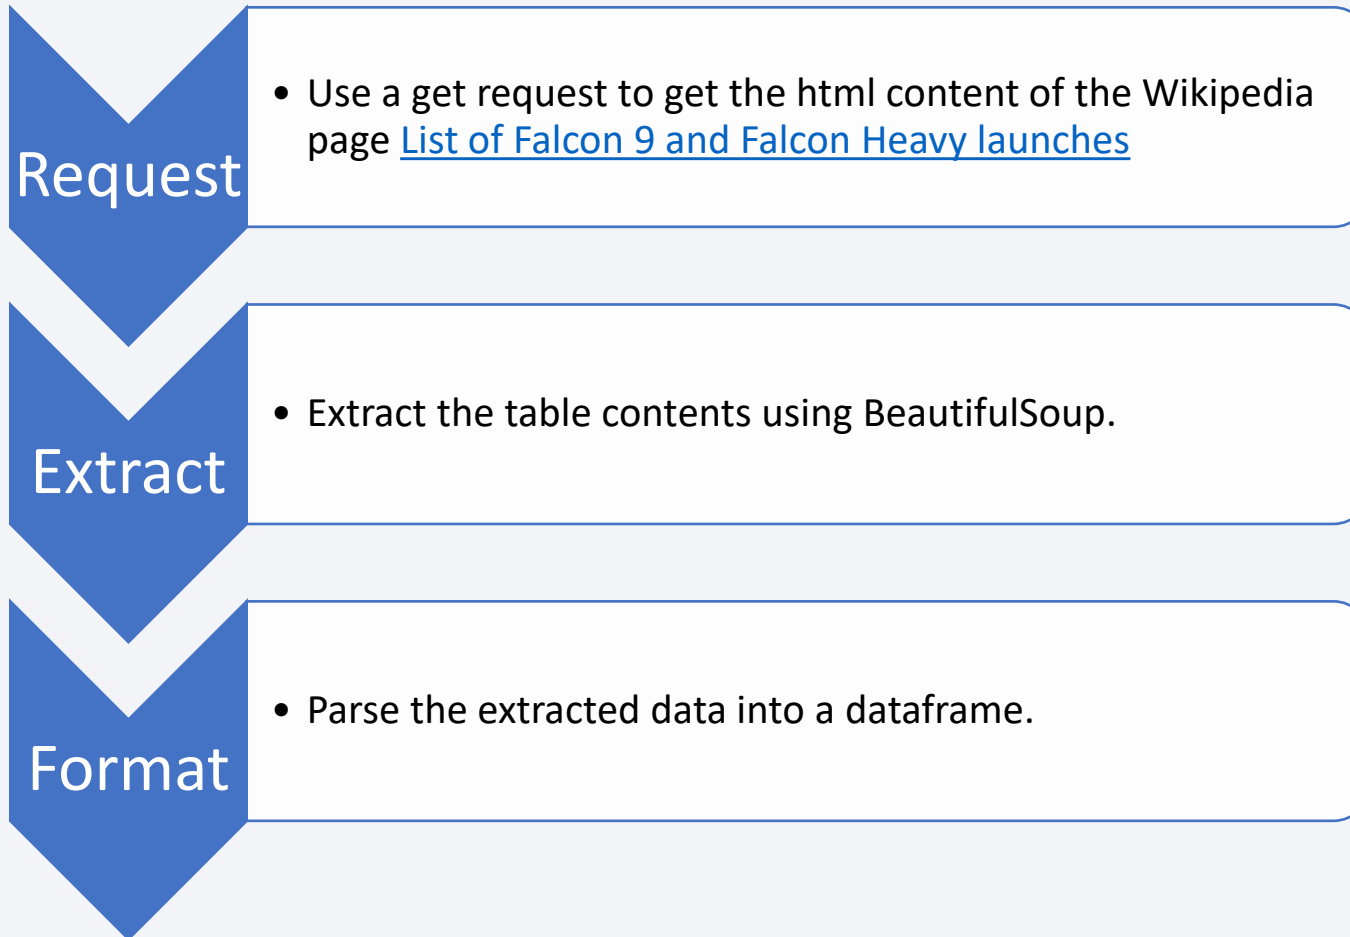 Request
• Use a get request to get the html content of the Wikipedia
page List of Falcon 9 and Falcon Heavy launches
Extract
• Extract the table contents using BeautifulSoup.
Format
• Parse the extracted data into a dataframe.